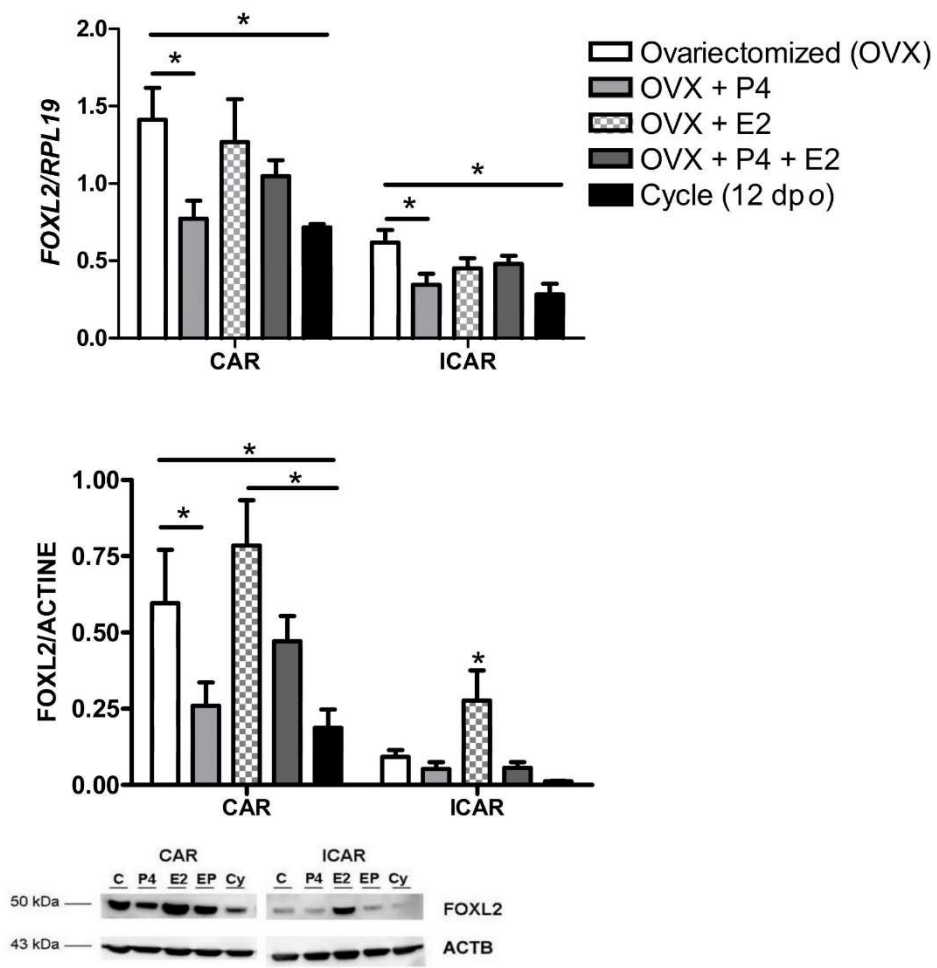 2.0
1.5
1.0
0.5
0.0
FOXL2/RPL19
* * * *
CAR ICAR
Ovariectomized (OVX)
OVX + P4
OVX + E2
OVX + P4 + E2
Cycle (12 dpo)
1.00
0.75
0.50
0.25
0.00
FOXL2/ACTINE
* * * *
CAR ICAR
CAR ICAR
C P4 E2 EP Cy C P4 E2 EP Cy
50 kDa FOXL2
43 kDa ACTB